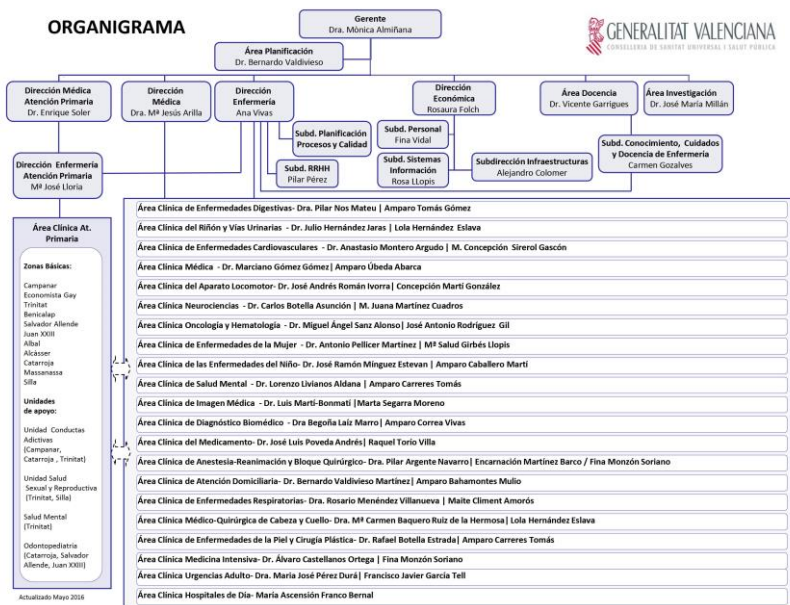 ORGANIGRAMA
Gerente
Dra. Mònica Almiñana
GENERALITAT VALENCIANA
CONSELLERIA DE SANITAT UNIVERSAL I SALUT PÚBLICA
Área Planificación
Dr. Bernardo Valdivieso
Dirección Médica
Atención Primaria
Dr. Enrique Soler
Dirección
Médica
Dra. Mª Jesús Arilla
Dirección
Enfermería
Ana Vivas
Dirección
Económica
Rosaura Folch
Área Docencia
Dr. Vicente Garrigues
Área Investigación
Dr. José María Millán
Subd. Planificación
Procesos y Calidad
Subd. Personal
Fina Vidal
Subd. Conocimiento, Cuidados
y Docencia de Enfermería
Carmen Gozalves
Dirección Enfermería
Atención Primaria
Mª José Lloria
Subd. RRHH
Pilar Pérez
Subd. Sistemas
Información
Rosa LLopis
Subdirección Infraestructuras
Alejandro Colomer
Área Clínica At.
Primaria
Zonas Básicas:
Campanar
Economista Gay
Trinitat
Benicalap
Salvador Allende
Juan XXIII
Albal
Alcàsser
Catarroja
Massanassa
Silla
Unidades
de apoyo:
Unidad Conductas
Adictivas
(Campanar,
Catarroja , Trinitat)
Unidad Salud
Sexual y Reproductiva
(Trinitat, Silla)
Salud Mental
(Trinitat)
Odontopediatrie
(Catarroja, Salvador
Allende, Juan XXIII)
Área Clínica de Enfermedades Digestivas- Dra. Pilar Nos Mateu | Amparo Tomás Gómez
Área Clínica del Riñón y Vías Urinarias - Dr. Julio Hernández Jaras | Lola Hernández Eslava
Área Clínica de Enfermedades Cardiovasculares - Dr. Anastasio Montero Argudo | M. Concepción Sirerol Gascón
Área Clínica Médica - Dr. Marciano Gómez Gómez| Amparo Úbeda Abarca
Área Clínica del Aparato Locomotor- Dr. José Andrés Román Ivorra| Concepción Martí González
Área Clínica Neurociencias - Dr. Carlos Botella Asunción | M. Juana Martínez Cuadros
Área Clínica Oncología y Hematología - Dr. Miguel Ángel Sanz Alonso| José Antonio Rodríguez Gil
Área Clínica de Enfermedades de la Mujer - Dr. Antonio Pellicer Martínez | Mª Salud Girbés Llopis
Área Clínica de las Enfermedades del Niño- Dr. José Ramón Mínguez Estevan | Amparo Caballero Martí
Área Clínica de Salud Mental - Dr. Lorenzo Livianos Aldana | Amparo Carreres Tomás
Área Clínica de Imagen Médica - Dr. Luis Martí-Bonmatí |Marta Segarra Moreno
Área Clínica de Diagnóstico Biomédico - Dra Begoña Laíz Marro| Amparo Correa Vivas
Área Clínica del Medicamento- Dr. José Luis Poveda Andrés| Raquel Torío Villa
Área Clínica de Anestesia-Reanimación y Bloque Quirúrgico- Dra. Pilar Argente Navarro| Encarnación Martínez Barco / Fina Monzón Soriano
Área Clínica de Atención Domiciliaria- Dr. Bernardo Valdivieso Martínez| Amparo Bahamontes Mulio
Área Clínica de Enfermedades Respiratorias- Dra. Rosario Menéndez Villanueva | Maite Climent Amorós
Área Clínica Médico-Quirúrgica de Cabeza y Cuello- Dra. Mª Carmen Baquero Ruiz de la Hermosa| Lola Hernández Eslava
Área Clínica de Enfermedades de la Piel y Cirugía Plástica- Dr. Rafael Botella Estrada| Amparo Carreres Tomás
Área Clínica Medicina Intensiva- Dr. Álvaro Castellanos Ortega | Fina Monzón Soriano
Área Clínica Urgencias Adulto- Dra. Maria José Pérez Durá| Francisco Javier García Tell
Área Clínica Hospitales de Día- María Ascensión Franco Bernal
Actualizado Mayo 2016